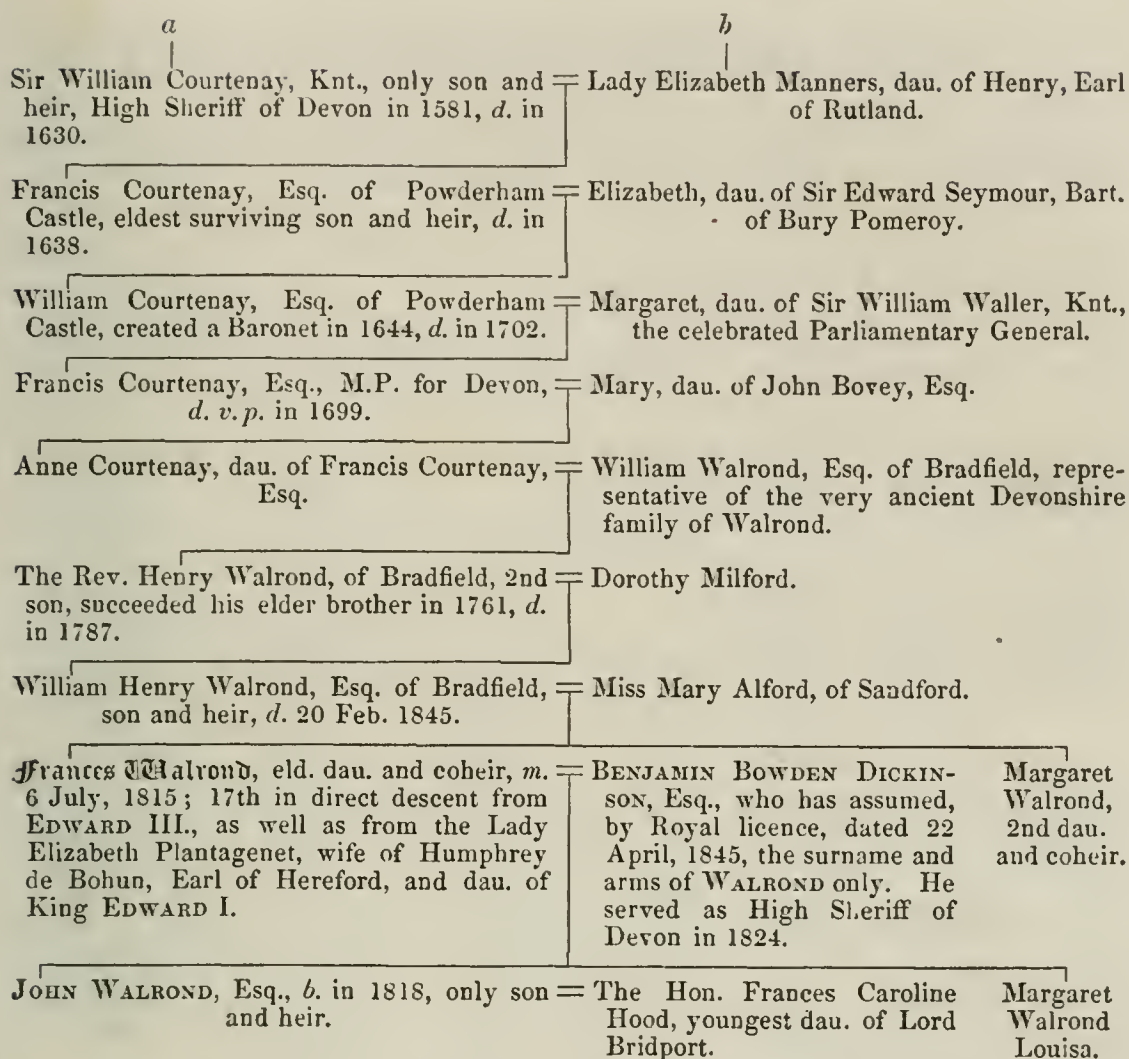 a b
Sir William Courtenay, Knt., only son and = Lady Elizabeth Manners, dau. of Henry, Earl
heir, High Sheriff of Devon in 1581, d. in of Rutland.
1630.
Francis Courtenay, Esq. of Powderham = Elizabeth, dau. of Sir Edward Seymour, Bart.
Castle, eldest surviving son and heir, d. in of Bury Pomeroy.
1638.
William Courtenay, Esq. of Powderham = Margaret, dau. of Sir William Waller, Knt.,
Castle, created a Baronet in 1644, d. in 1702. the celebrated Parliamentary General.
Francis Courtenay, Esq., M.P. for Devon, = Mary, dau. of John Bovey, Esq.
d. v. p. in 1699.
Anne Courtenay, dau. of Francis Courtenay, = William Walrond, Esq. of Bradfield, repre-
Esq. sentative of the very ancient Devonshire
family of Walrond.
The Rev. Henry Walrond, of Bradfield, 2nd = Dorothy Milford.
son, succeeded his elder brother in 1761, d.
in 1787.
William Henry Walrond, Esq. of Bradfield, = Miss Mary Alford, of Sandford.
son and heir, d. 20 Feb. 1845.
Frances Walrond, eld. dau. and coheir, m.
6 July, 1815; 17th in direct descent from
EDWARD III., as well as from the Lady
Elizabeth Plantagenet, wife of Humphrey
de Bohun, Earl of Hereford, and dau. of
King EDWARD I.
= BENJAMIN BOWDEN DICKIN-
SON, Esq., who has assumed,
by Royal licence, dated 22
April, 1845, the surname and
arms of WALROND only. He
served as High Sheriff of
Devon in 1824.
Margaret
Walrond,
2nd dau.
and coheir.
JOHN WALROND, Esq., b. in 1818, only son
and heir.
= The Hon. Frances Caroline
Hood, youngest dau. of Lord
Bridport.
Margaret
Walrond
Louisa.